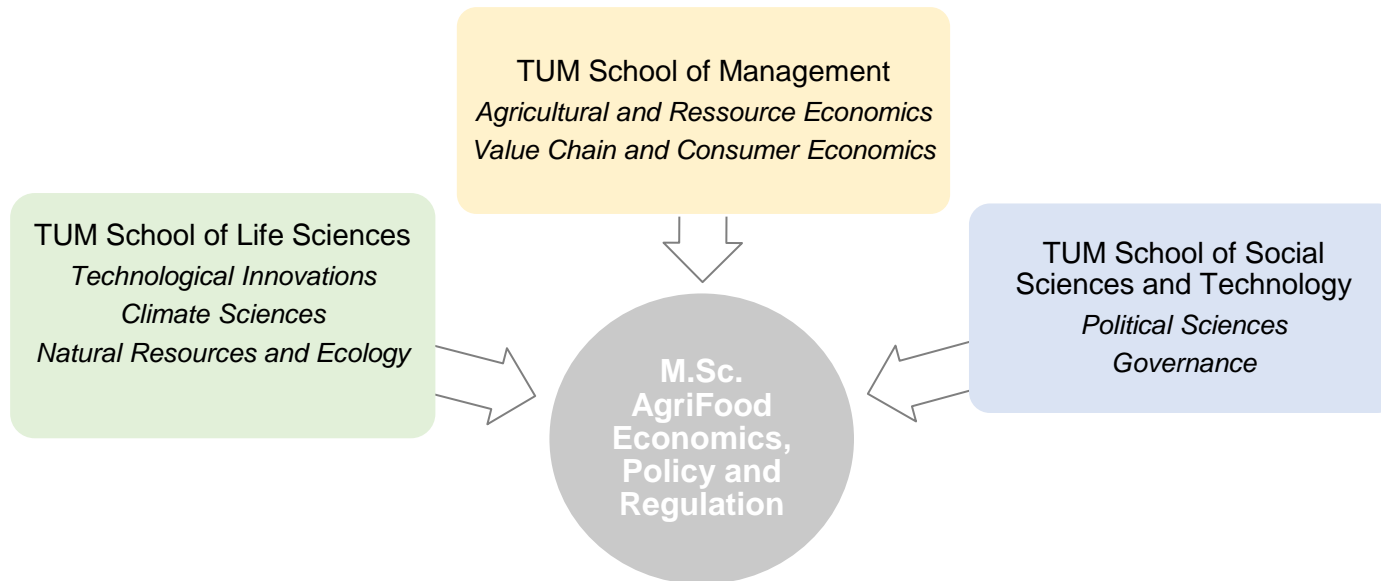 TUM School of Management
Agricultural and Ressource Economics
Value Chain and Consumer Economics
TUM School of Life Sciences
Technological Innovations
Climate Sciences
Natural Resources and Ecology
TUM School of Social
Sciences and Technology
Political Sciences
Governance
M.Sc.
AgriFood
Economics,
Policy and
Regulation